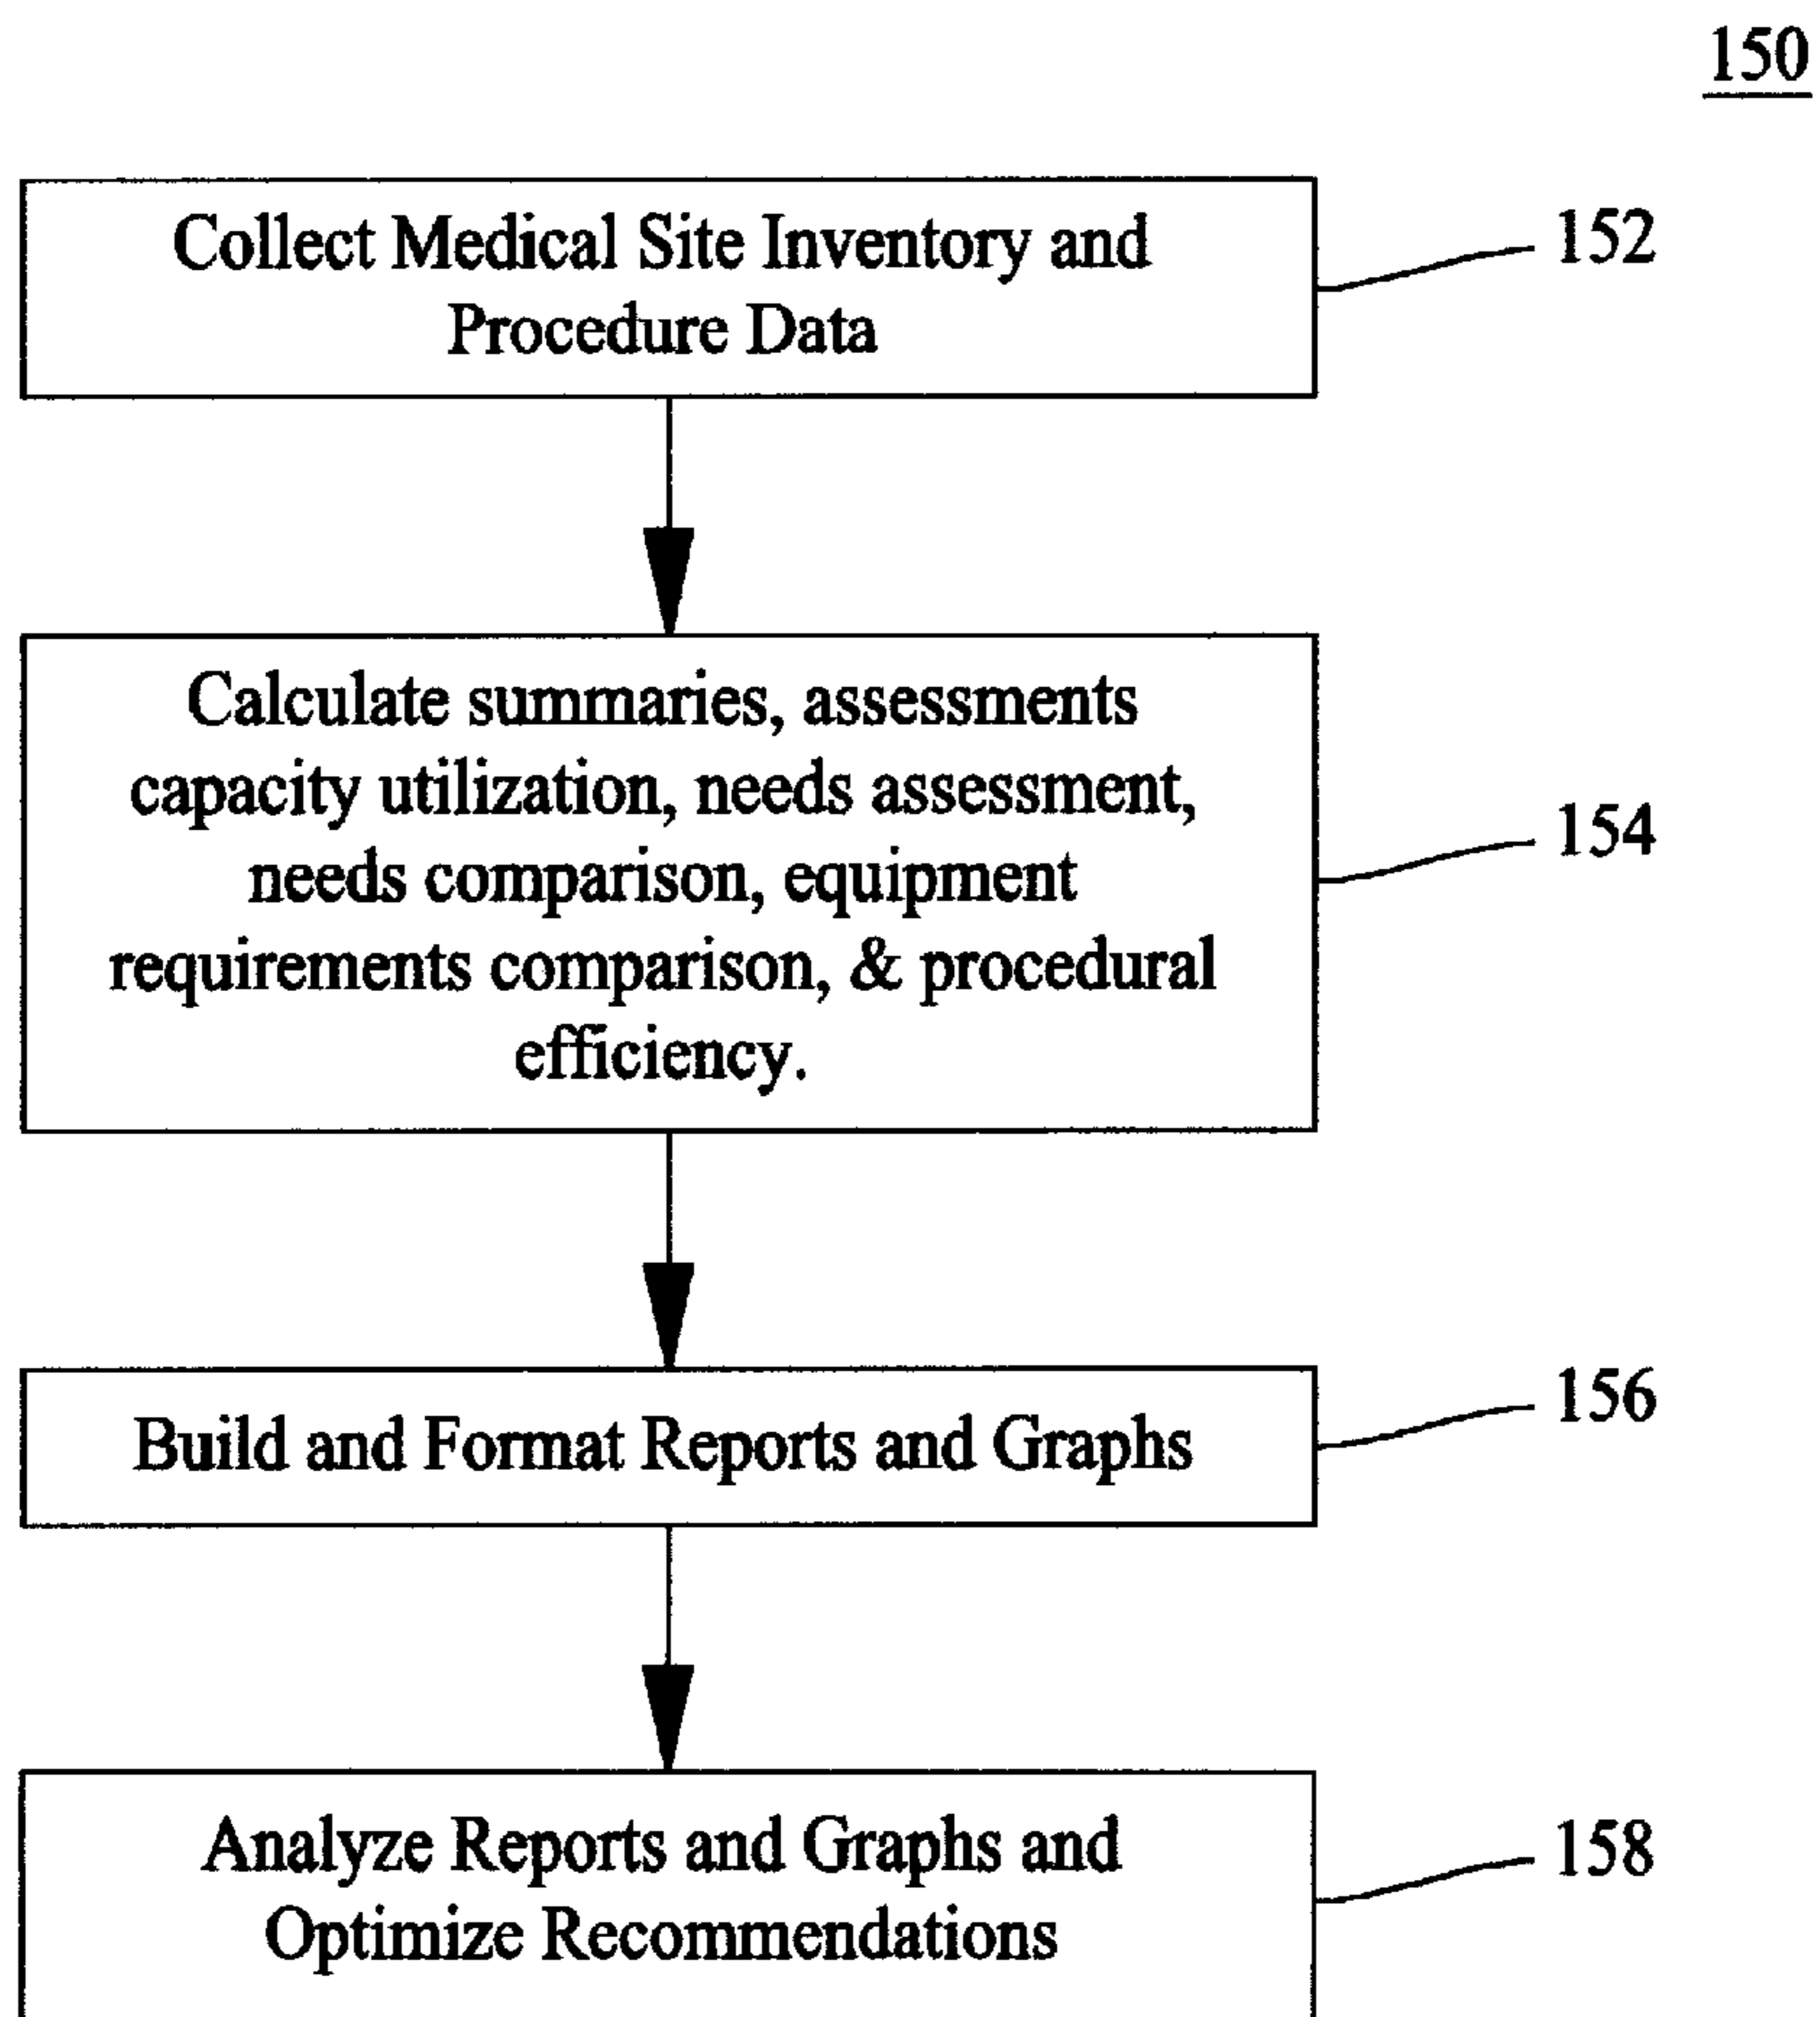 150
Collect Medical Site Inventory and
Procedure Data
152
Calculate summaries, assessments
capacity utilization, needs assessment,
needs comparison, equipment
requirements comparison, & procedural
efficiency.
154
Build and Format Reports and Graphs
156
Analyze Reports and Graphs and
Optimize Recommendations
158